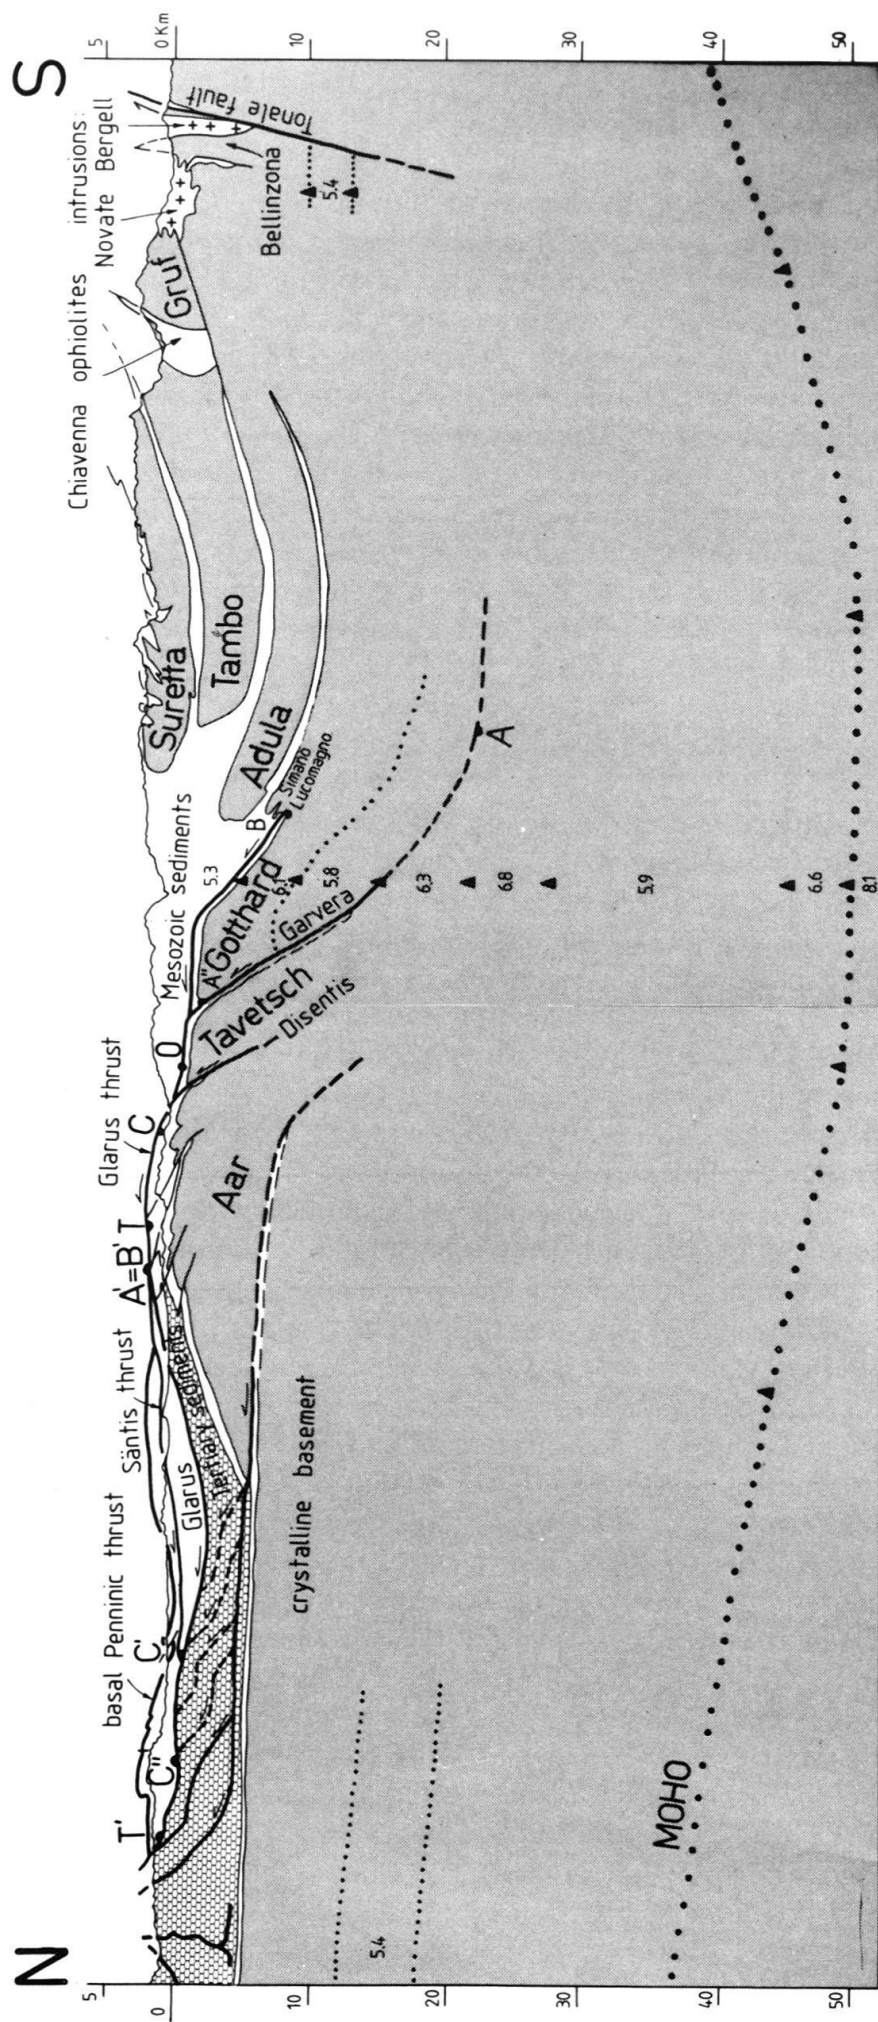 N
S
5
0 Km
10
20
30
40
50
5
0
10
20
30
40
50
T'
C''
C'
basal Penninic thrust
Säntis thrust
A'=B'
T
C
Glarus thrust
O
Mesozoic sediments
Chiavenna ophiolites
intrusions:
Novate Bergell
Glarus
Tertiary sediments
Aar
Tavetsch
Disentis
A''
Gotthard
Garvera
B
Simano
Lucomagno
Adula
Tambo
Suretta
Gruf
Bellinzona
Tonale fault
A
crystalline basement
MOHO
5.4
5.3
6.1
5.8
6.3
6.8
5.9
6.6
8.1
5.4